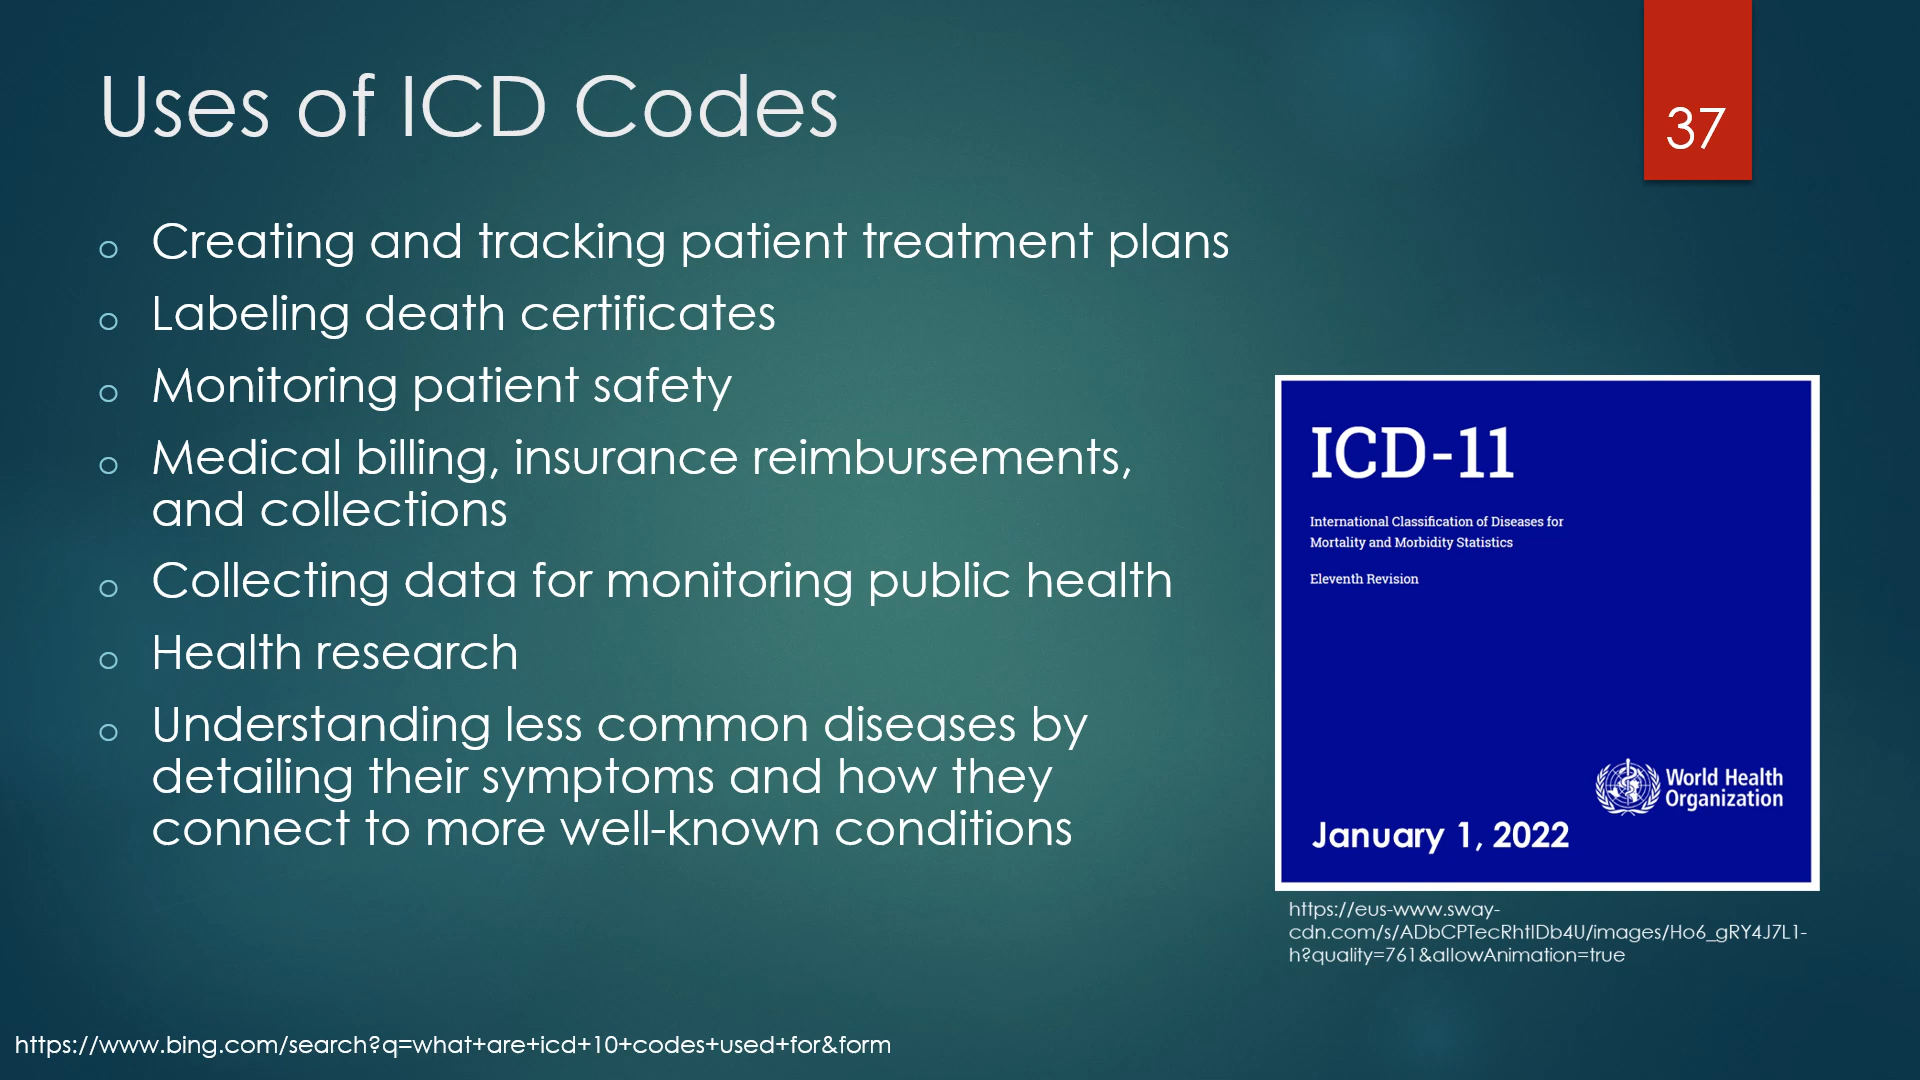 Uses of ICD Codes
37
Creating and tracking patient treatment plans
Labeling death certificates
Monitoring patient safety
Medical billing, insurance reimbursements,
and collections
Collecting data for monitoring public health
Health research
Understanding less common diseases by
detailing their symptoms and how they
connect to more well-known conditions
ICD-11
International Classification of Diseases for
Mortality and Morbidity Statistics
Eleventh Revision
World Health
Organization
January 1, 2022
https://eus-www.sway-
cdn.com/s/ADbCPTecRhtIDb4U/images/Ho6_gRY4J7L1-
h?quality=761&allowAnimation=true
https://www.bing.com/search?q=what+are+icd+10+codes+used+for&form